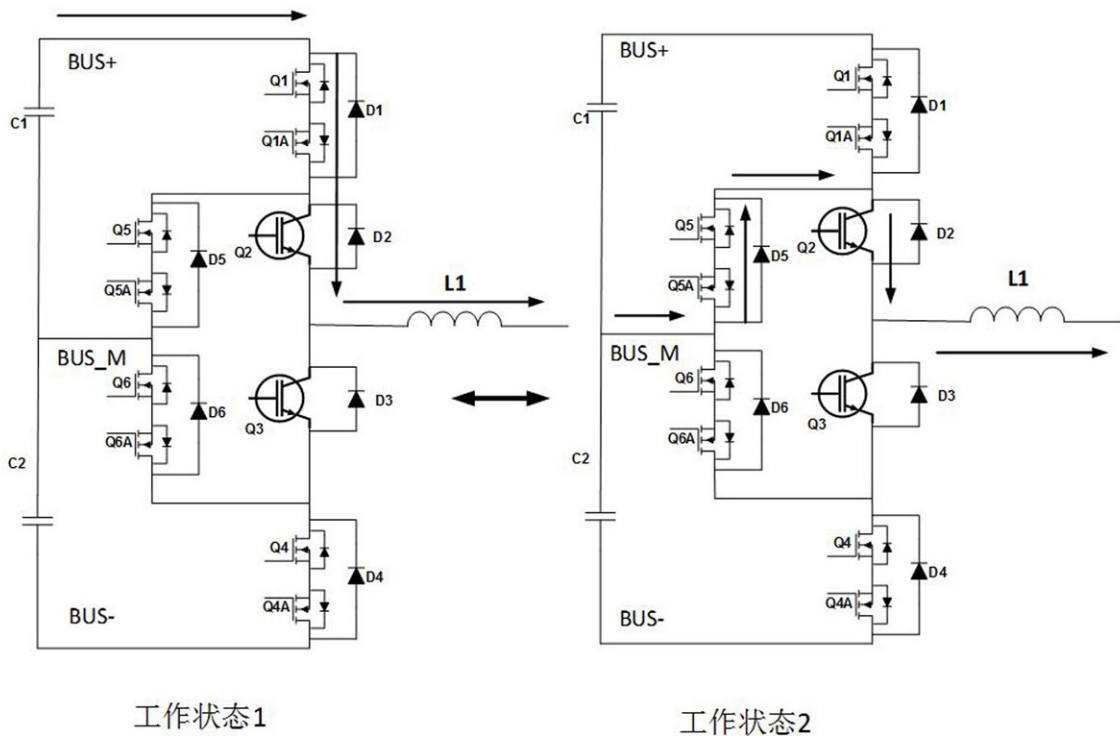 BUS+
Q1
D1
C1
Q1A
Q5
Q2
D2
D5
Q5A
L1
BUS_M
Q6
D3
D6
Q3
Q6A
C2
Q4
D4
Q4A
BUS-
工作状态1
BUS+
Q1
D1
C1
Q1A
Q5
Q2
D2
D5
Q5A
L1
BUS_M
Q6
D3
D6
Q3
Q6A
C2
Q4
D4
Q4A
BUS-
工作状态2